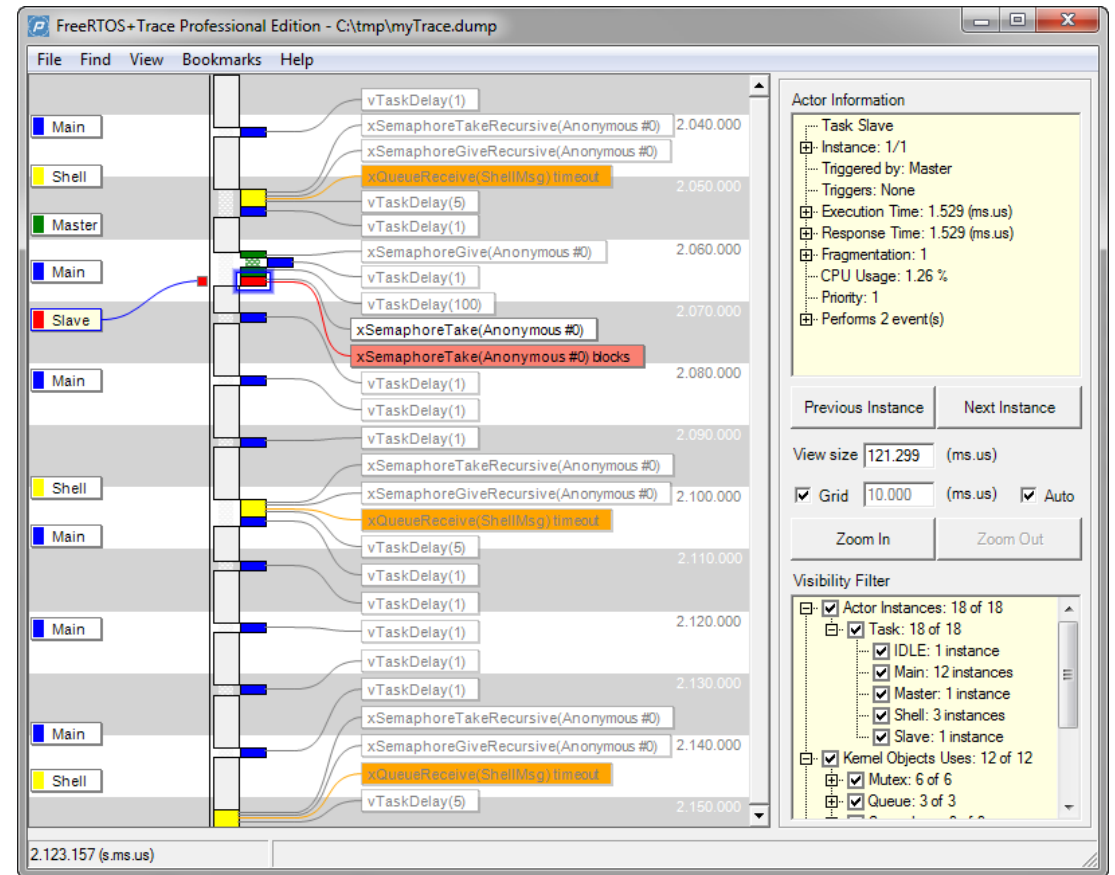 FreeRTOS+Trace Professional Edition - C:\tmp\myTrace.dump
File Find View Bookmarks Help
vTaskDelay(1)
Main
xSemaphoreTakeRecursive(Anonymous #0) 2.040.000
xSemaphoreGiveRecursive(Anonymous #0)
Shell
xQueueReceive(ShellMsg) timeout
2.050.000
vTaskDelay(5)
Master
vTaskDelay(1)
xSemaphoreGive(Anonymous #0) 2.060.000
Main
vTaskDelay(1)
vTaskDelay(100)
2.070.000
Slave
xSemaphoreTake(Anonymous #0)
xSemaphoreTake(Anonymous #0) blocks
2.080.000
Main
vTaskDelay(1)
vTaskDelay(1)
vTaskDelay(1)
2.090.000
xSemaphoreTakeRecursive(Anonymous #0)
Shell
xSemaphoreGiveRecursive(Anonymous #0) 2.100.000
xQueueReceive(ShellMsg) timeout
Main
vTaskDelay(5)
2.110.000
vTaskDelay(1)
vTaskDelay(1)
2.120.000
Main
vTaskDelay(1)
vTaskDelay(1)
2.130.000
vTaskDelay(1)
xSemaphoreTakeRecursive(Anonymous #0)
Main
xSemaphoreGiveRecursive(Anonymous #0) 2.140.000
Shell
xQueueReceive(ShellMsg) timeout
vTaskDelay(5)
2.150.000
Actor Information
Task Slave
Instance: 1/1
Triggered by: Master
Triggers: None
Execution Time: 1.529 (ms.us)
Response Time: 1.529 (ms.us)
Fragmentation: 1
CPU Usage: 1.26 %
Priority: 1
Performs 2 event(s)
Previous Instance Next Instance
View size 121.299 (ms.us)
Grid 10.000 (ms.us) Auto
Zoom In Zoom Out
Visibility Filter
Actor Instances: 18 of 18
Task: 18 of 18
IDLE: 1 instance
Main: 12 instances
Master: 1 instance
Shell: 3 instances
Slave: 1 instance
Kernel Objects Uses: 12 of 12
Mutex: 6 of 6
Queue: 3 of 3
2.123.157 (s.ms.us)